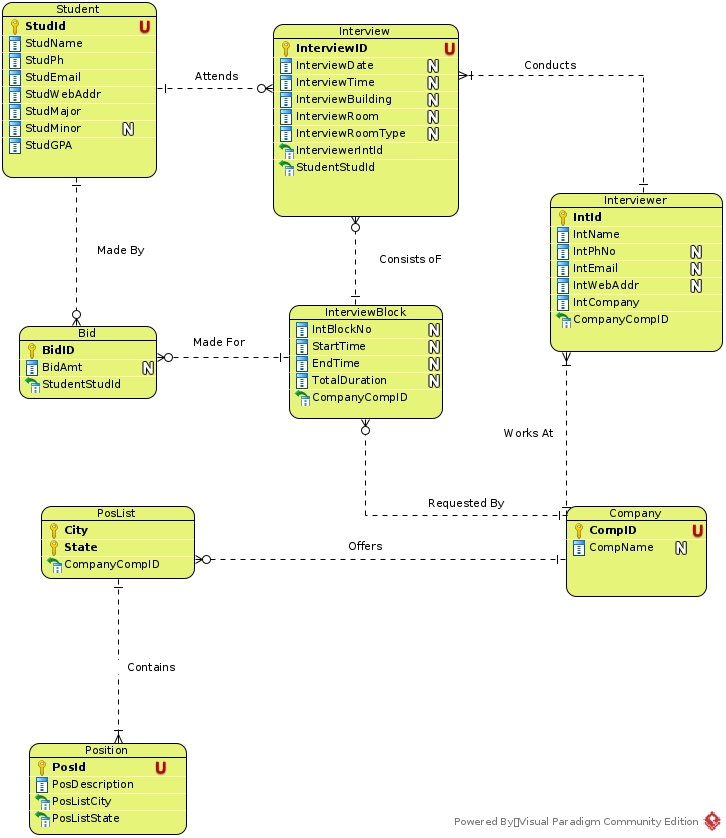 Student
StudId U
StudName
StudPh
StudEmail
StudWebAddr
StudMajor
StudMinor N
StudGPA
Attends
Interview
InterviewID U
InterviewDate N
InterviewTime N
InterviewBuilding N
InterviewRoom N
InterviewRoomType N
InterviewerIntId
StudentStudId
Conducts
Interviewer
IntId
IntName
IntPhNo N
IntEmail N
IntWebAddr N
IntCompany
CompanyCompID
Made By
Consists oF
Bid
BidID
BidAmt N
StudentStudId
Made For
InterviewBlock
IntBlockNo N
StartTime N
EndTime N
TotalDuration N
CompanyCompID
Works At
Requested By
PosList
City
State
CompanyCompID
Offers
Company
CompID U
CompName N
Contains
Position
PosId U
PosDescription
PosListCity
PosListState
Powered By▯Visual Paradigm Community Edition